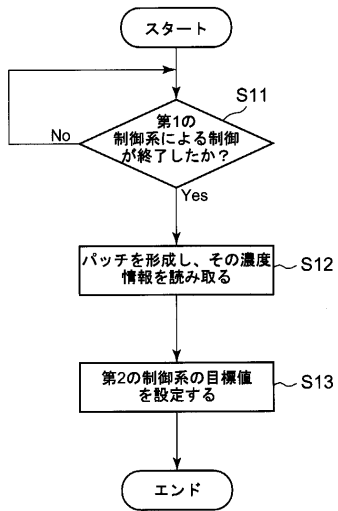 スタート
S11
第1の
制御系による制御
が終了したか？
No
Yes
パッチを形成し、その濃度
情報を読み取る
S12
第2の制御系の目標値
を設定する
S13
エンド